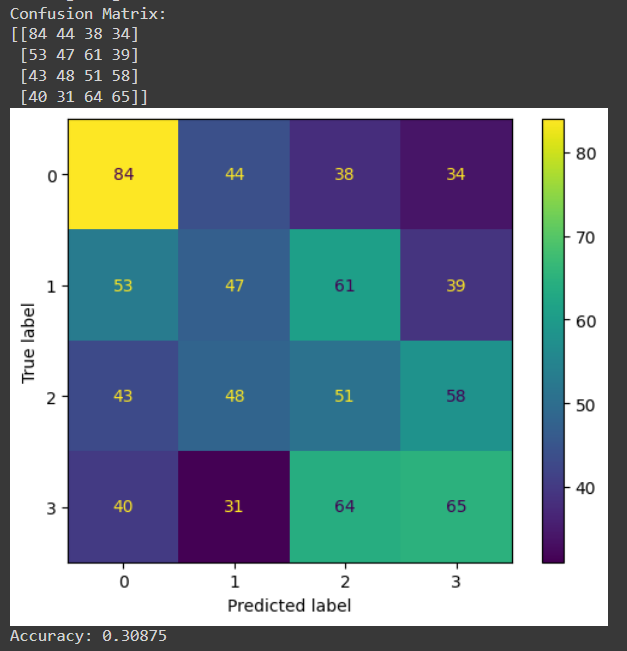 Confusion Matrix:
[[84 44 38 34]
 [53 47 61 39]
 [43 48 51 58]
 [40 31 64 65]]
0 84 44 38 34
1 53 47 61 39
2 43 48 51 58
3 40 31 64 65
0 1 2 3
Predicted label
True label
80
70
60
50
40
Accuracy: 0.30875